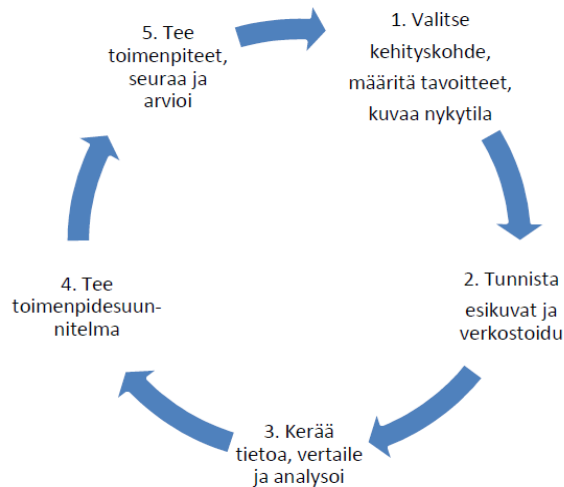 1. Valitse
kehityskohde,
määritä tavoitteet,
kuvaa nykytila
2. Tunnista
esikuvat ja
verkostoidu
3. Kerää
tietoa, vertaile
ja analysoi
4. Tee
toimenpidesuun-
nitelma
5. Tee
toimenpiteet,
seuraa ja
arvioi